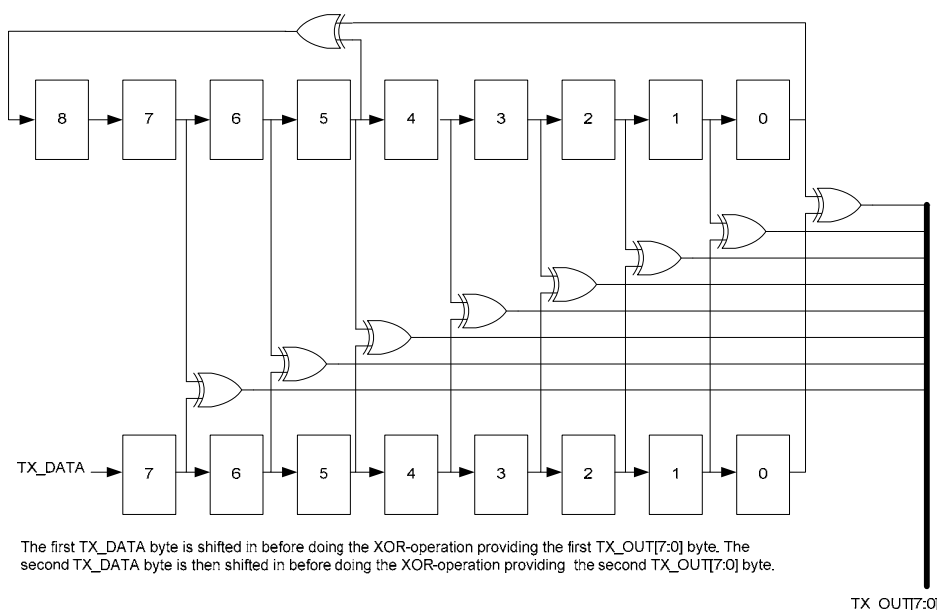 8 7 6 5 4 3 2 1 0
TX_DATA 7 6 5 4 3 2 1 0
The first TX_DATA byte is shifted in before doing the XOR-operation providing the first TX_OUT[7:0] byte. The
second TX_DATA byte is then shifted in before doing the XOR-operation providing the second TX_OUT[7:0] byte.
TX_OUT[7:0]